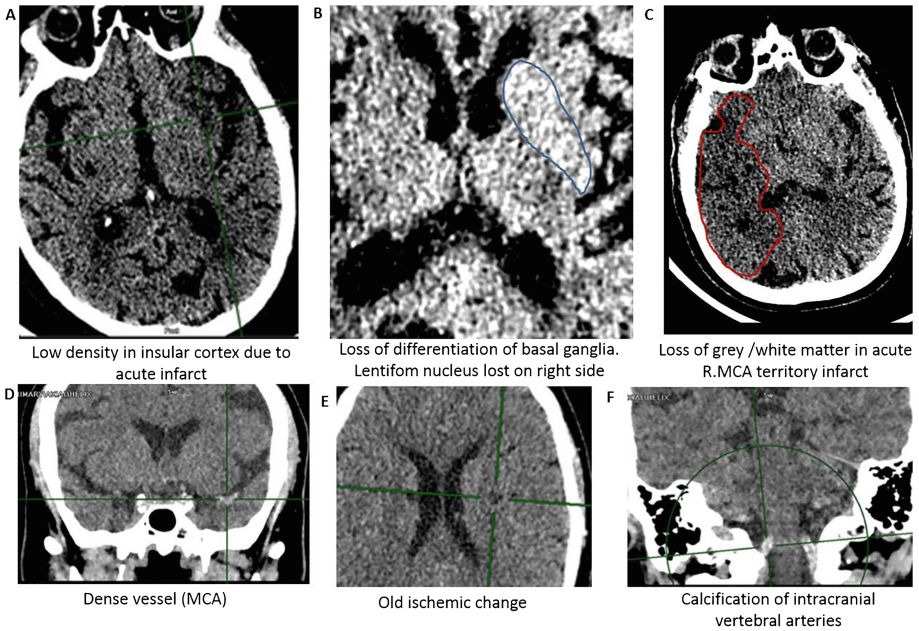 A
B
C
Low density in insular cortex due to
acute infarct
Loss of differentiation of basal ganglia.
Lentifom nucleus lost on right side
Loss of grey /white matter in acute
R.MCA territory infarct
D
E
F
Dense vessel (MCA)
Old ischemic change
Calcification of intracranial
vertebral arteries